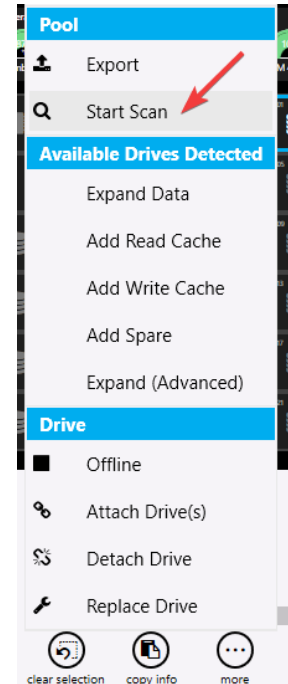 Pool
Export
Start Scan
Available Drives Detected
Expand Data
Add Read Cache
Add Write Cache
Add Spare
Expand (Advanced)
Drive
Offline
Attach Drive(s)
Detach Drive
Replace Drive
clear selection copy info more